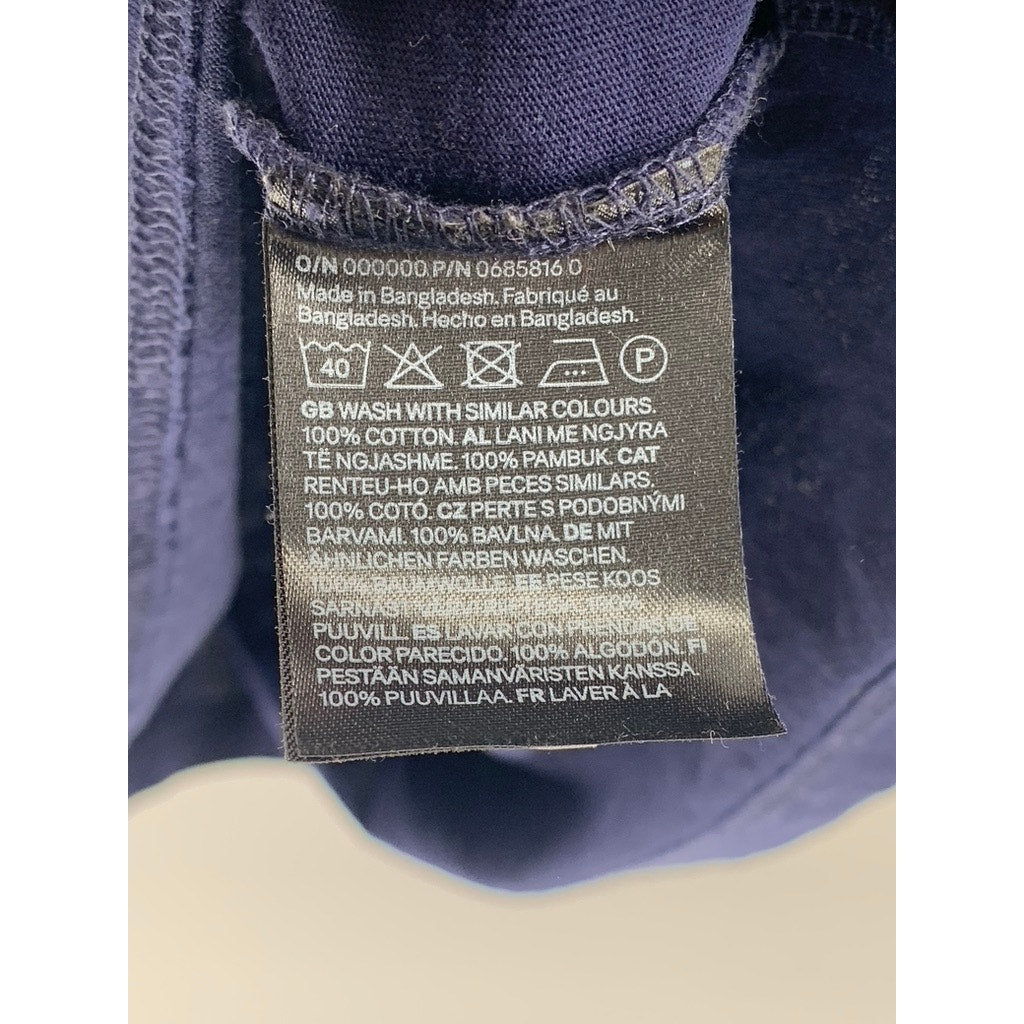 O/N 000000 P/N 0685816 0
Made in Bangladesh. Fabriqué au
Bangladesh. Hecho en Bangladesh.
40 P
GB WASH WITH SIMILAR COLOURS.
100% COTTON. AL LANI ME NGJYRA
TË NGJASHME. 100% PAMBUK. CAT
RENTEU-HO AMB PECES SIMILARS.
100% COTÓ. CZ PERTE S PODOBNÝMI
BARVAMI. 100% BAVLNA. DE MIT
ÄHNLICHEN FARBEN WASCHEN.
EE PESE KOOS
100%
PUUVILL. ES LAVAR CON PRENDAS DE
COLOR PARECIDO. 100% ALGODÓN. FI
PESTÄÄN SAMANVÄRISTEN KANSSA.
100% PUUVILLAA. FR LAVER À LA